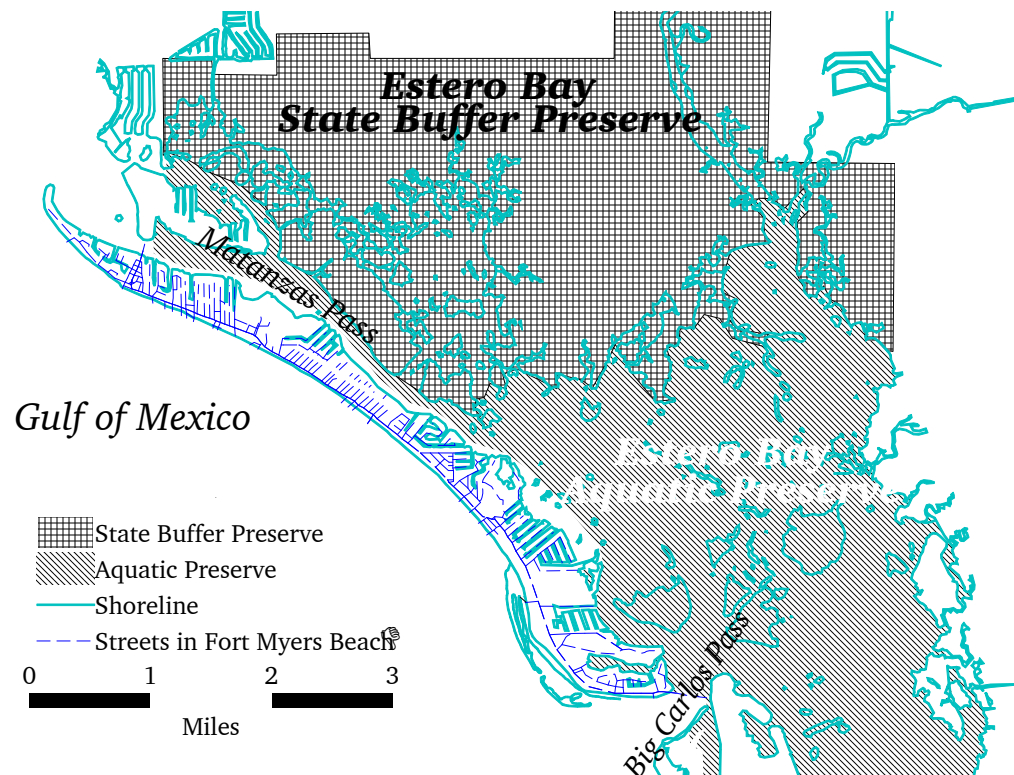 Estero Bay
State Buffer Preserve
Matanzas Pass
Gulf of Mexico
Estero Bay
Aquatic Preserve
State Buffer Preserve
Aquatic Preserve
Shoreline
Streets in Fort Myers Beach
0 1 2 3
Miles
Big Carlos Pass